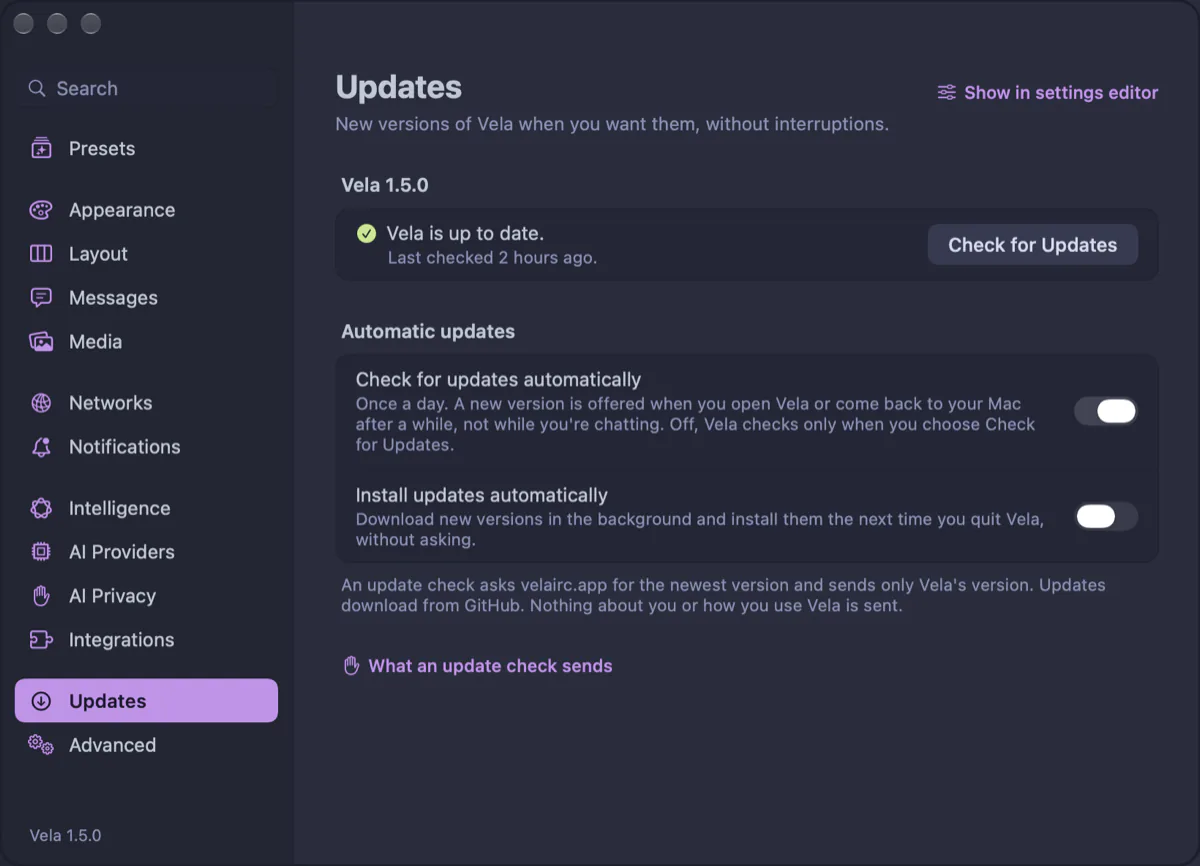 Search
Presets
Appearance
Layout
Messages
Media
Networks
Notifications
Intelligence
AI Providers
AI Privacy
Integrations
Updates
Advanced
Vela 1.5.0
Updates
Show in settings editor
New versions of Vela when you want them, without interruptions.
Vela 1.5.0
Vela is up to date.
Last checked 2 hours ago.
Check for Updates
Automatic updates
Check for updates automatically
Once a day. A new version is offered when you open Vela or come back to your Mac
after a while, not while you're chatting. Off, Vela checks only when you choose Check
for Updates.
Install updates automatically
Download new versions in the background and install them the next time you quit Vela,
without asking.
An update check asks velairc.app for the newest version and sends only Vela's version. Updates
download from GitHub. Nothing about you or how you use Vela is sent.
What an update check sends